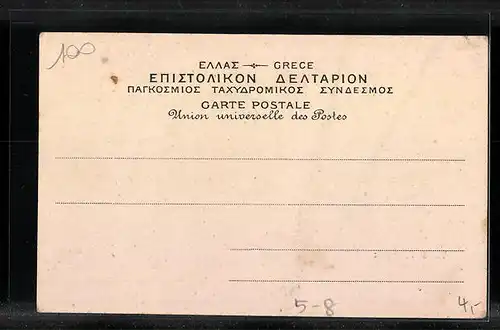 100
ΕΛΛΑΣ GRECE
ΕΠΙΣΤΟΛΙΚΟΝ ΔΕΛΤΑΡΙΟΝ
ΠΑΓΚΟΣΜΙΟΣ ΤΑΧΥΔΡΟΜΙΚΟΣ ΣΥΝΔΕΣΜΟΣ
CARTE POSTALE
Union universelle des Postes
5-8
4,-